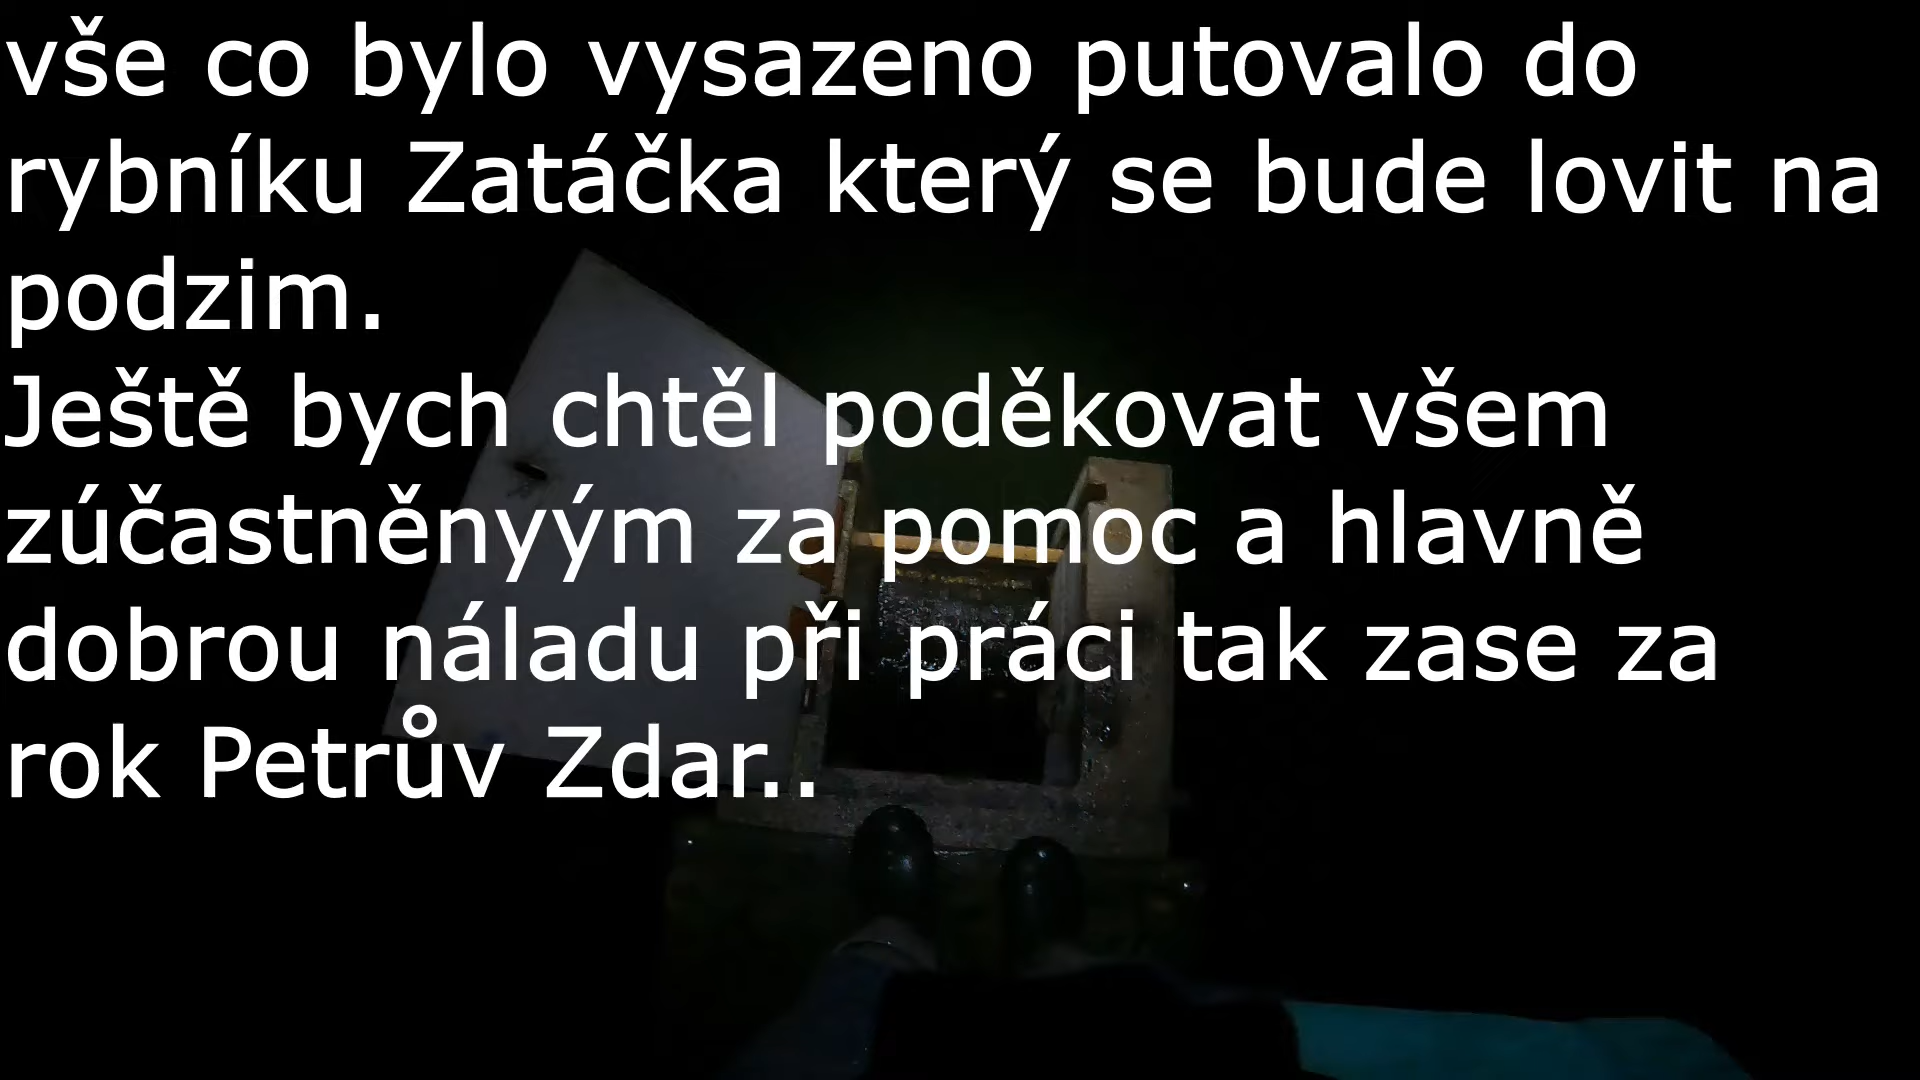 vše co bylo vysazeno putovalo do
rybníku Zatáčka který se bude lovit na
podzim.
Ještě bych chtěl poděkovat všem
zúčastněnyým za pomoc a hlavně
dobrou náladu při práci tak zase za
rok Petrův Zdar..